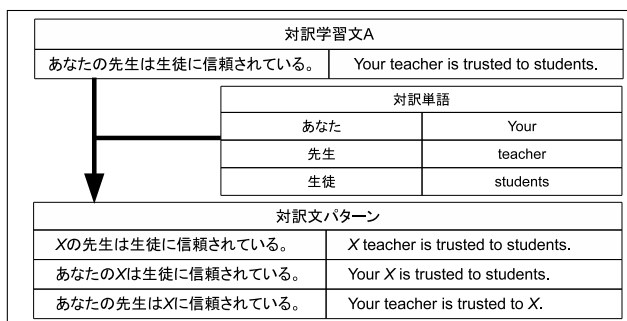 対訳学習文A
あなたの先生は生徒に信頼されている。 Your teacher is trusted to students.
対訳単語
あなた Your
先生 teacher
生徒 students
対訳文パターン
Xの先生は生徒に信頼されている。 X teacher is trusted to students.
あなたのXは生徒に信頼されている。 Your X is trusted to students.
あなたの先生はXに信頼されている。 Your teacher is trusted to X.